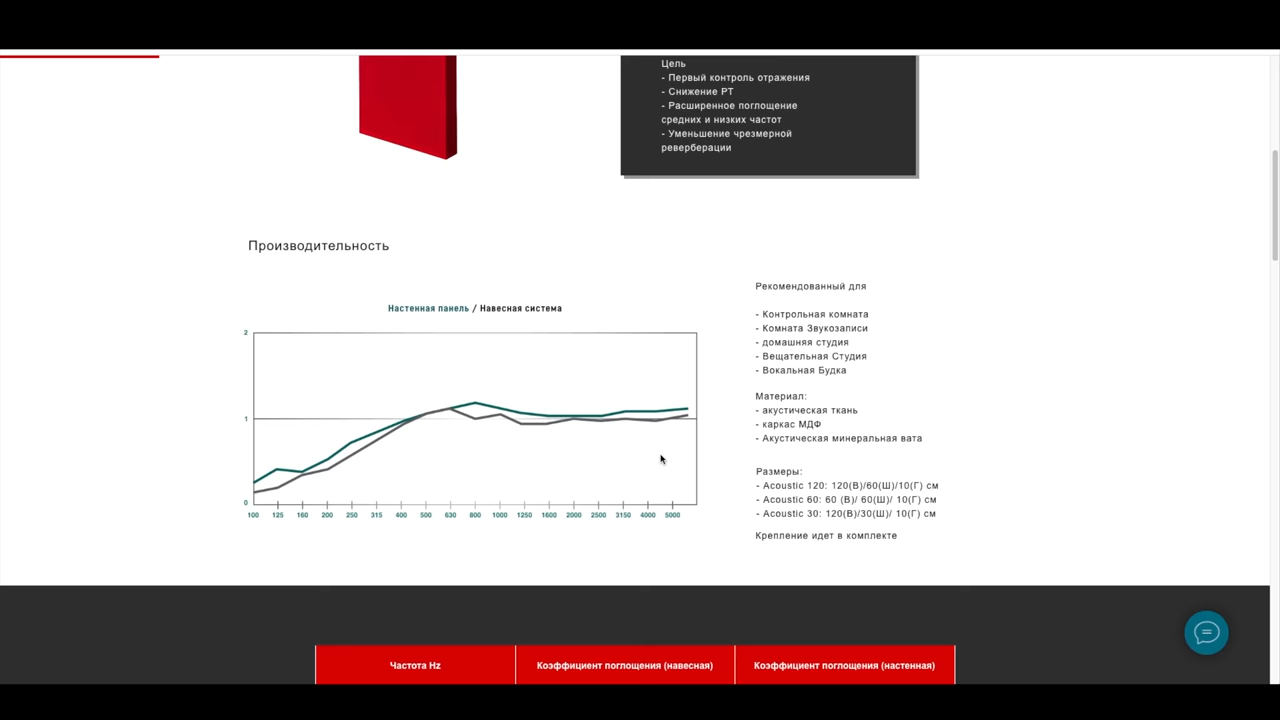 Цель
- Первый контроль отражения
- Снижение РТ
- Расширенное поглощение
средних и низких частот
- Уменьшение чрезмерной
реверберации
Производительность
Настенная панель / Навесная система
2
1
0
100 125 160 200 250 315 400 500 630 800 1000 1250 1600 2000 2500 3150 4000 5000
Рекомендованный для
- Контрольная комната
- Комната Звукозаписи
- домашняя студия
- Вещательная Студия
- Вокальная Будка
Материал:
- акустическая ткань
- каркас МДФ
- Акустическая минеральная вата
Размеры:
- Acoustic 120: 120(В)/60(Ш)/10(Г) см
- Acoustic 60: 60 (В)/ 60(Ш)/ 10(Г) см
- Acoustic 30: 120(В)/30(Ш)/ 10(Г) см
Крепление идет в комплекте
Частота Hz
Коэффициент поглощения (навесная)
Коэффициент поглощения (настенная)